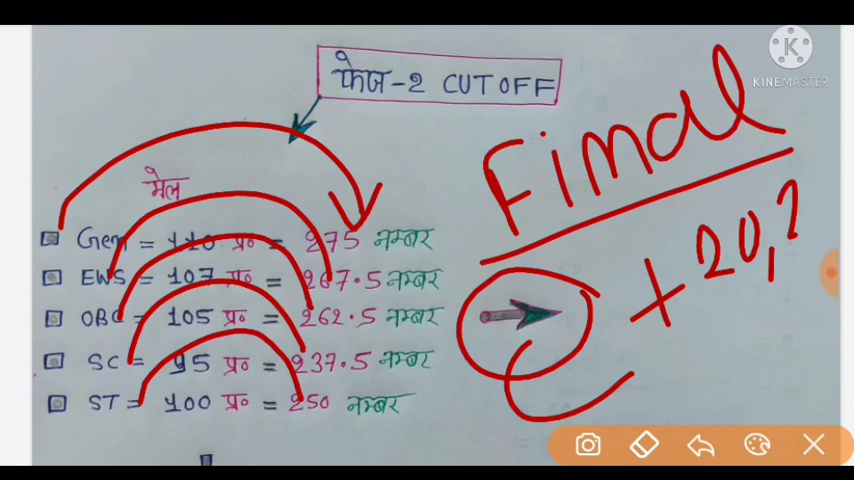 फेज-2 CUTOFF
KINEMASTER
Final
मेल
+20,2
Gen = 110 प्र० = 275 नम्बर
EWS = 107 प्र० = 267.5 नम्बर
OBC = 105 प्र० = 262.5 नम्बर
SC = 95 प्र० = 237.5 नम्बर
ST = 100 प्र० = 250 नम्बर